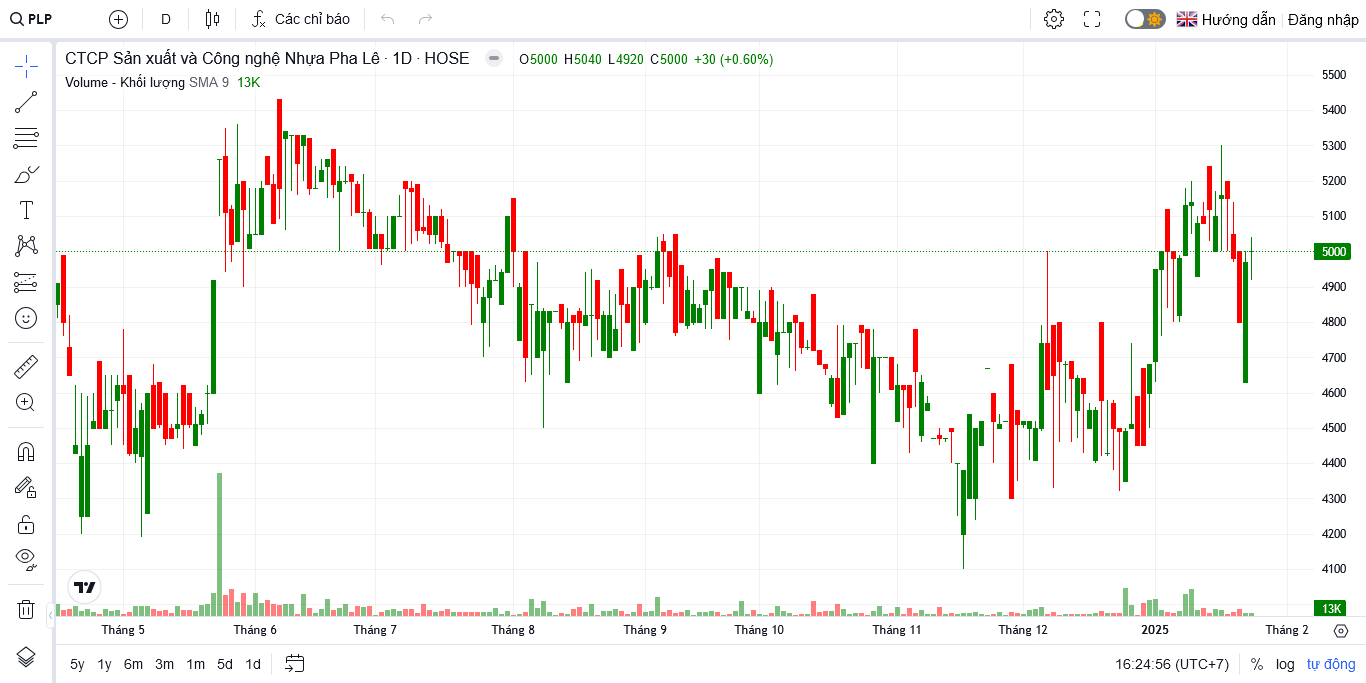 PLP D Các chỉ báo Hướng dẫn Đăng nhập
CTCP Sản xuất và Công nghệ Nhựa Pha Lê · 1D · HOSE O5000 H5040 L4920 C5000 +30 (+0.60%)
Volume - Khối lượng SMA 9 13K
5500
5400
5300
5200
5100
5000
4900
4800
4700
4600
4500
4400
4300
4200
4100
13K
Tháng 5 Tháng 6 Tháng 7 Tháng 8 Tháng 9 Tháng 10 Tháng 11 Tháng 12 2025 Tháng 2
5y 1y 6m 3m 1m 5d 1d 16:24:56 (UTC+7) % log tự động